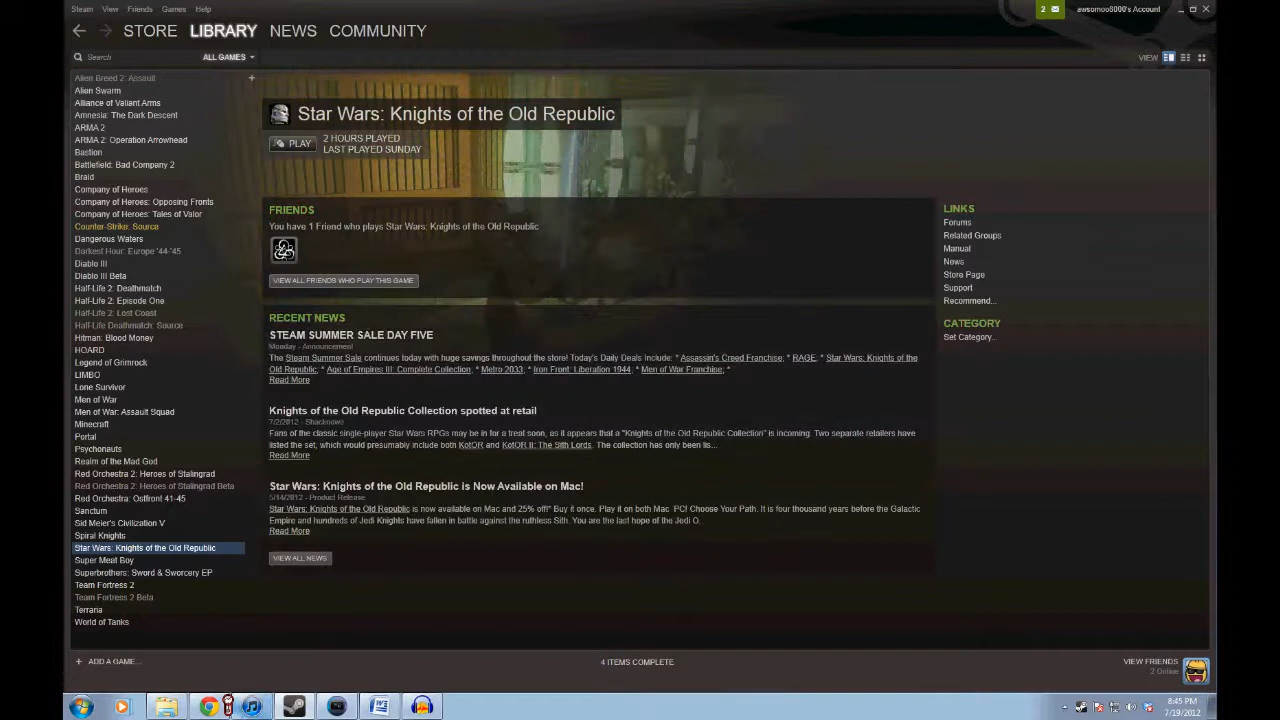 Steam View Friends Games Help
2 awsomoo8000's Account
STORE LIBRARY NEWS COMMUNITY
Search ALL GAMES VIEW
Alien Breed 2: Assault
Alien Swarm
Alliance of Valiant Arms
Amnesia: The Dark Descent
ARMA 2
ARMA 2: Operation Arrowhead
Bastion
Battlefield: Bad Company 2
Braid
Company of Heroes
Company of Heroes: Opposing Fronts
Company of Heroes: Tales of Valor
Counter-Strike: Source
Dangerous Waters
Darkest Hour: Europe '44-'45
Diablo III
Diablo III Beta
Half-Life 2: Deathmatch
Half-Life 2: Episode One
Half-Life 2: Lost Coast
Half-Life Deathmatch: Source
Hitman: Blood Money
HOARD
Legend of Grimrock
LIMBO
Lone Survivor
Men of War
Men of War: Assault Squad
Minecraft
Portal
Psychonauts
Realm of the Mad God
Red Orchestra 2: Heroes of Stalingrad
Red Orchestra 2: Heroes of Stalingrad Beta
Red Orchestra: Ostfront 41-45
Sanctum
Sid Meier's Civilization V
Spiral Knights
Star Wars: Knights of the Old Republic
Super Meat Boy
Superbrothers: Sword & Sworcery EP
Team Fortress 2
Team Fortress 2 Beta
Terraria
World of Tanks
Star Wars: Knights of the Old Republic
PLAY
2 HOURS PLAYED
LAST PLAYED SUNDAY
FRIENDS
You have 1 Friend who plays Star Wars: Knights of the Old Republic
VIEW ALL FRIENDS WHO PLAY THIS GAME
RECENT NEWS
STEAM SUMMER SALE DAY FIVE
Monday - Announcement
The Steam Summer Sale continues today with huge savings throughout the store! Today's Daily Deals Include: * Assassin's Creed Franchise; * RAGE; * Star Wars: Knights of the
Old Republic; * Age of Empires III: Complete Collection; * Metro 2033; * Iron Front: Liberation 1944; * Men of War Franchise; *
Read More
Knights of the Old Republic Collection spotted at retail
7/2/2012 - Shacknews
Fans of the classic single-player Star Wars RPGs may be in for a treat soon, as it appears that a "Knights of the Old Republic Collection" is incoming. Two separate retailers have
listed the set, which would presumably include both KotOR and KotOR II: The Sith Lords. The collection has only been lis...
Read More
Star Wars: Knights of the Old Republic is Now Available on Mac!
5/14/2012 - Product Release
Star Wars: Knights of the Old Republic is now available on Mac and 25% off!* Buy it once. Play it on both Mac PC! Choose Your Path. It is four thousand years before the Galactic
Empire and hundreds of Jedi Knights have fallen in battle against the ruthless Sith. You are the last hope of the Jedi O.
Read More
VIEW ALL NEWS
LINKS
Forums
Related Groups
Manual
News
Store Page
Support
Recommend...
CATEGORY
Set Category...
ADD A GAME...
4 ITEMS COMPLETE
VIEW FRIENDS
2 Online
8:45 PM
7/19/2012